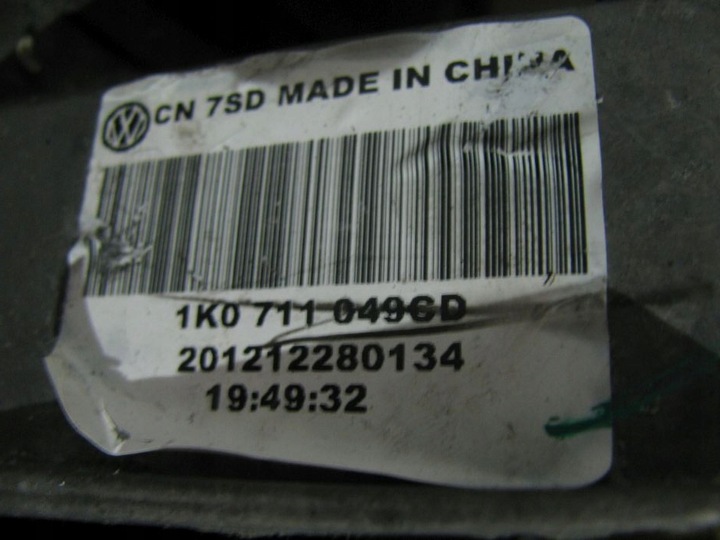 CN 7SD MADE IN CHINA
1K0 711 049CD
201212280134
19:49:32